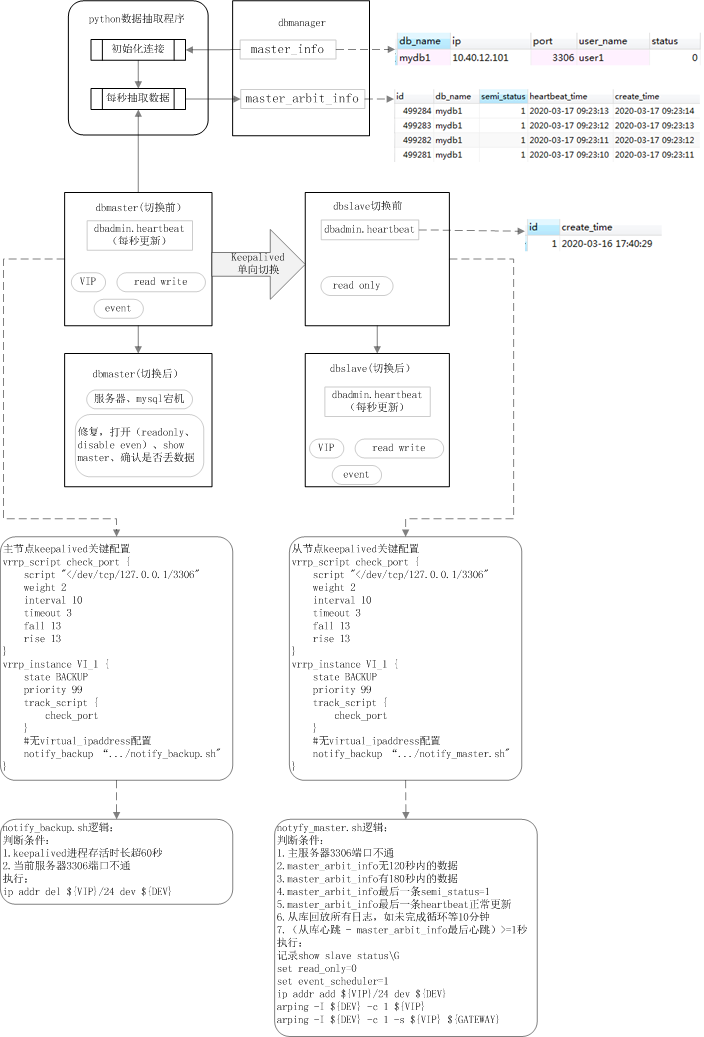 python数据抽取程序
初始化连接
每秒抽取数据
dbmanager
master_info
master_arbit_info
db_name ip port user_name status
mydb1 10.40.12.101 3306 user1 0
id db_name semi_status heartbeat_time create_time
499284 mydb1 1 2020-03-17 09:23:13 2020-03-17 09:23:14
499283 mydb1 1 2020-03-17 09:23:12 2020-03-17 09:23:13
499282 mydb1 1 2020-03-17 09:23:11 2020-03-17 09:23:12
499281 mydb1 1 2020-03-17 09:23:10 2020-03-17 09:23:11
dbmaster(切换前)
dbadmin.heartbeat
（每秒更新）
VIP
read write
event
Keepalived
单向切换
dbslave切换前
dbadmin.heartbeat
read only
id create_time
1 2020-03-16 17:40:29
dbmaster(切换后)
服务器、mysql宕机
修复，打开（readonly、
disable even）、show
master、确认是否丢数据
dbslave(切换后)
dbadmin.heartbeat
（每秒更新）
VIP
read write
event
主节点keepalived关键配置
vrrp_script check_port {
script "</dev/tcp/127.0.0.1/3306"
weight 2
interval 10
timeout 3
fall 13
rise 13
}
vrrp_instance VI_1 {
state BACKUP
priority 99
track_script {
check_port
}
#无virtual_ipaddress配置
notify_backup “.../notify_backup.sh"
}
从节点keepalived关键配置
vrrp_script check_port {
script "</dev/tcp/127.0.0.1/3306"
weight 2
interval 10
timeout 3
fall 13
rise 13
}
vrrp_instance VI_1 {
state BACKUP
priority 99
track_script {
check_port
}
#无virtual_ipaddress配置
notify_backup “.../notify_master.sh"
}
notify_backup.sh逻辑：
判断条件：
1.keepalived进程存活时长超60秒
2.当前服务器3306端口不通
执行：
ip addr del ${VIP}/24 dev ${DEV}
notyfy_master.sh逻辑：
判断条件：
1.主服务器3306端口不通
2.master_arbit_info无120秒内的数据
3.master_arbit_info有180秒内的数据
4.master_arbit_info最后一条semi_status=1
5.master_arbit_info最后一条heartbeat正常更新
6.从库回放所有日志，如未完成循环等10分钟
7.（从库心跳 - master_arbit_info最后心跳）>=1秒
执行：
记录show slave status\G
set read_only=0
set event_scheduler=1
ip addr add ${VIP}/24 dev ${DEV}
arping -I ${DEV} -c 1 ${VIP}
arping -I ${DEV} -c 1 -s ${VIP} ${GATEWAY}